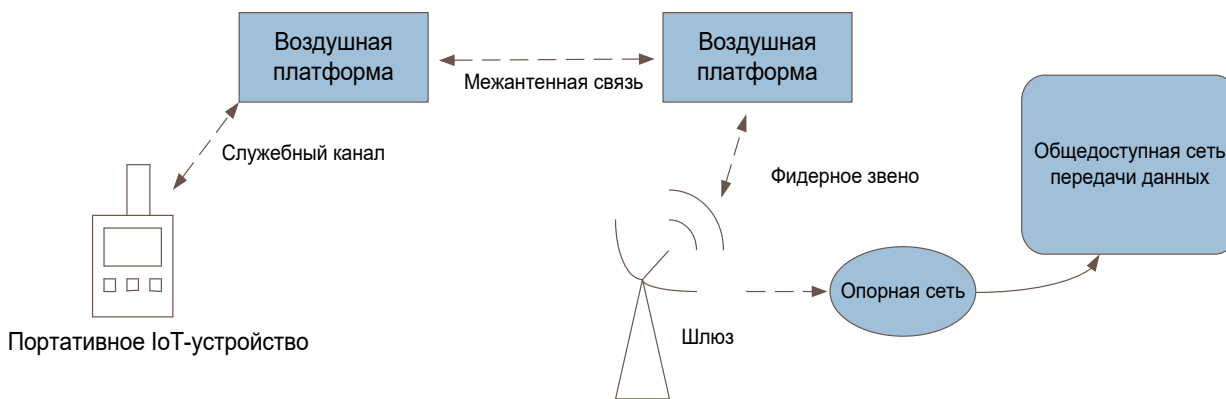 Воздушная
платформа
Воздушная
платформа
Межантенная связь
Служебный канал
Общедоступная сеть
передачи данных
Фидерное звено
Опорная сеть
Шлюз
Портативное IoT-устройство